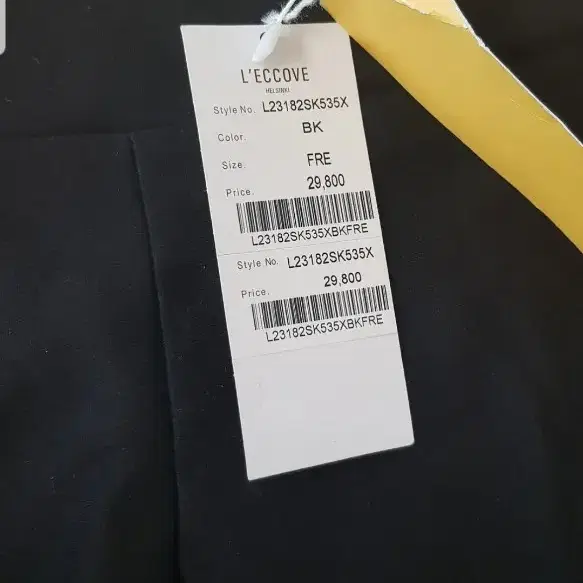 L'ECCOVE
HELSINKI
Style No. L23182SK535X
Color. BK
Size. FRE
Price. 29,800
L23182SK535XBKFRE
Style No. L23182SK535X
Price. 29,800
L23182SK535XBKFRE